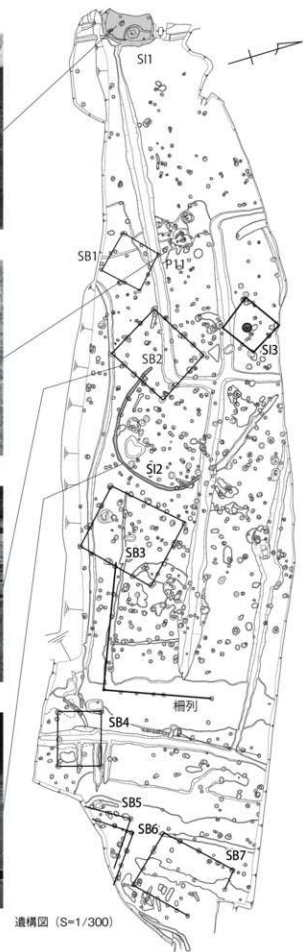 SI1
SB1
P11
SI3
SB2
SI2
SB3
柵列
SB4
SB5
SB6
SB7
遺構図（S=1/300）